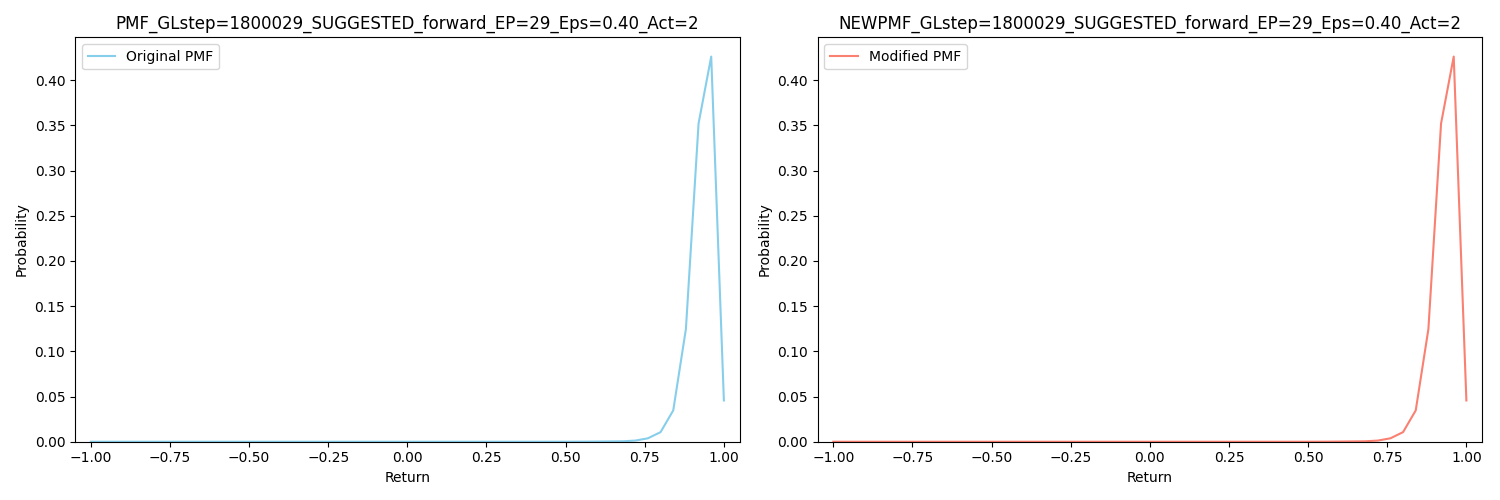 PMF_GLstep=1800029_SUGGESTED_forward_EP=29_Eps=0.40_Act=2
Original PMF
0.40
0.35
0.30
0.25
0.20
0.15
0.10
0.05
0.00
Probability
−1.00 −0.75 −0.50 −0.25 0.00 0.25 0.50 0.75 1.00
Return
NEWPMF_GLstep=1800029_SUGGESTED_forward_EP=29_Eps=0.40_Act=2
Modified PMF
0.40
0.35
0.30
0.25
0.20
0.15
0.10
0.05
0.00
Probability
−1.00 −0.75 −0.50 −0.25 0.00 0.25 0.50 0.75 1.00
Return